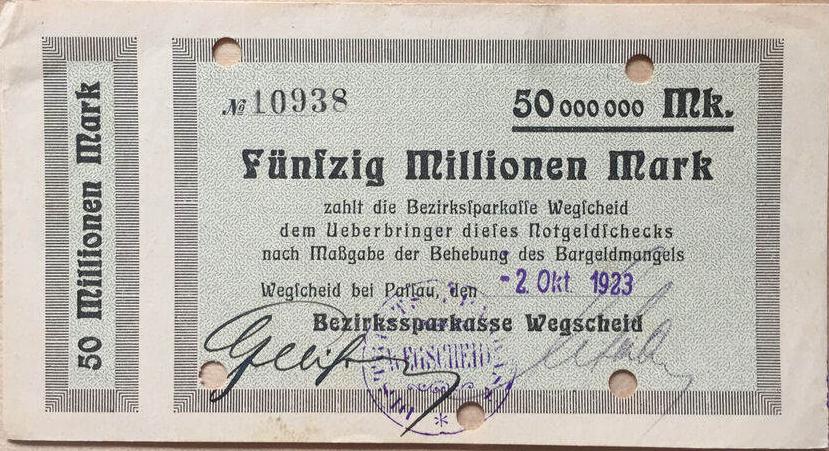 50 Millionen Mark
№ 10938
50 000 000 Mk.
Fünfzig Millionen Mark
zahlt die Bezirksſparkaſſe Wegſcheid
dem Ueberbringer dieſes Notgeldſchecks
nach Maßgabe der Behebung des Bargeldmangels
Wegſcheid bei Paſſau, den -2. Okt 1923
Bezirkssparkasse Wegscheid
WEGSCHEID